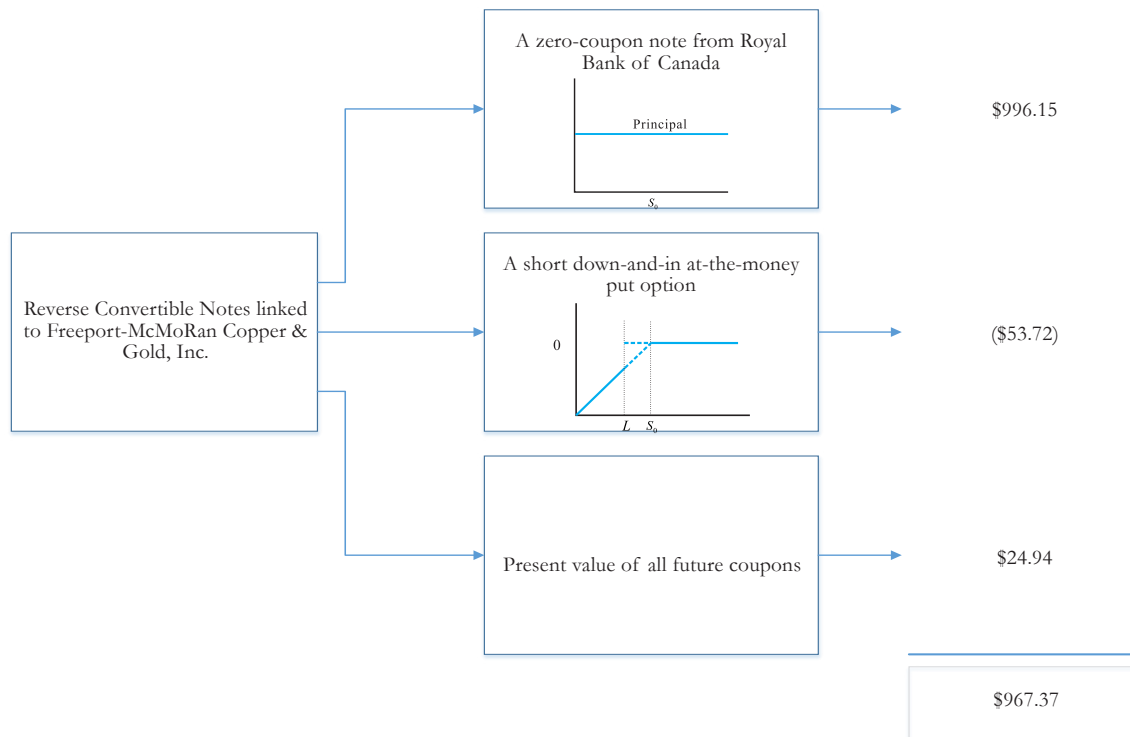 A zero-coupon note from Royal
Bank of Canada
Principal
S₀
$996.15
Reverse Convertible Notes linked
to Freeport-McMoRan Copper &
Gold, Inc.
A short down-and-in at-the-money
put option
0
L S₀
($53.72)
Present value of all future coupons
$24.94
$967.37